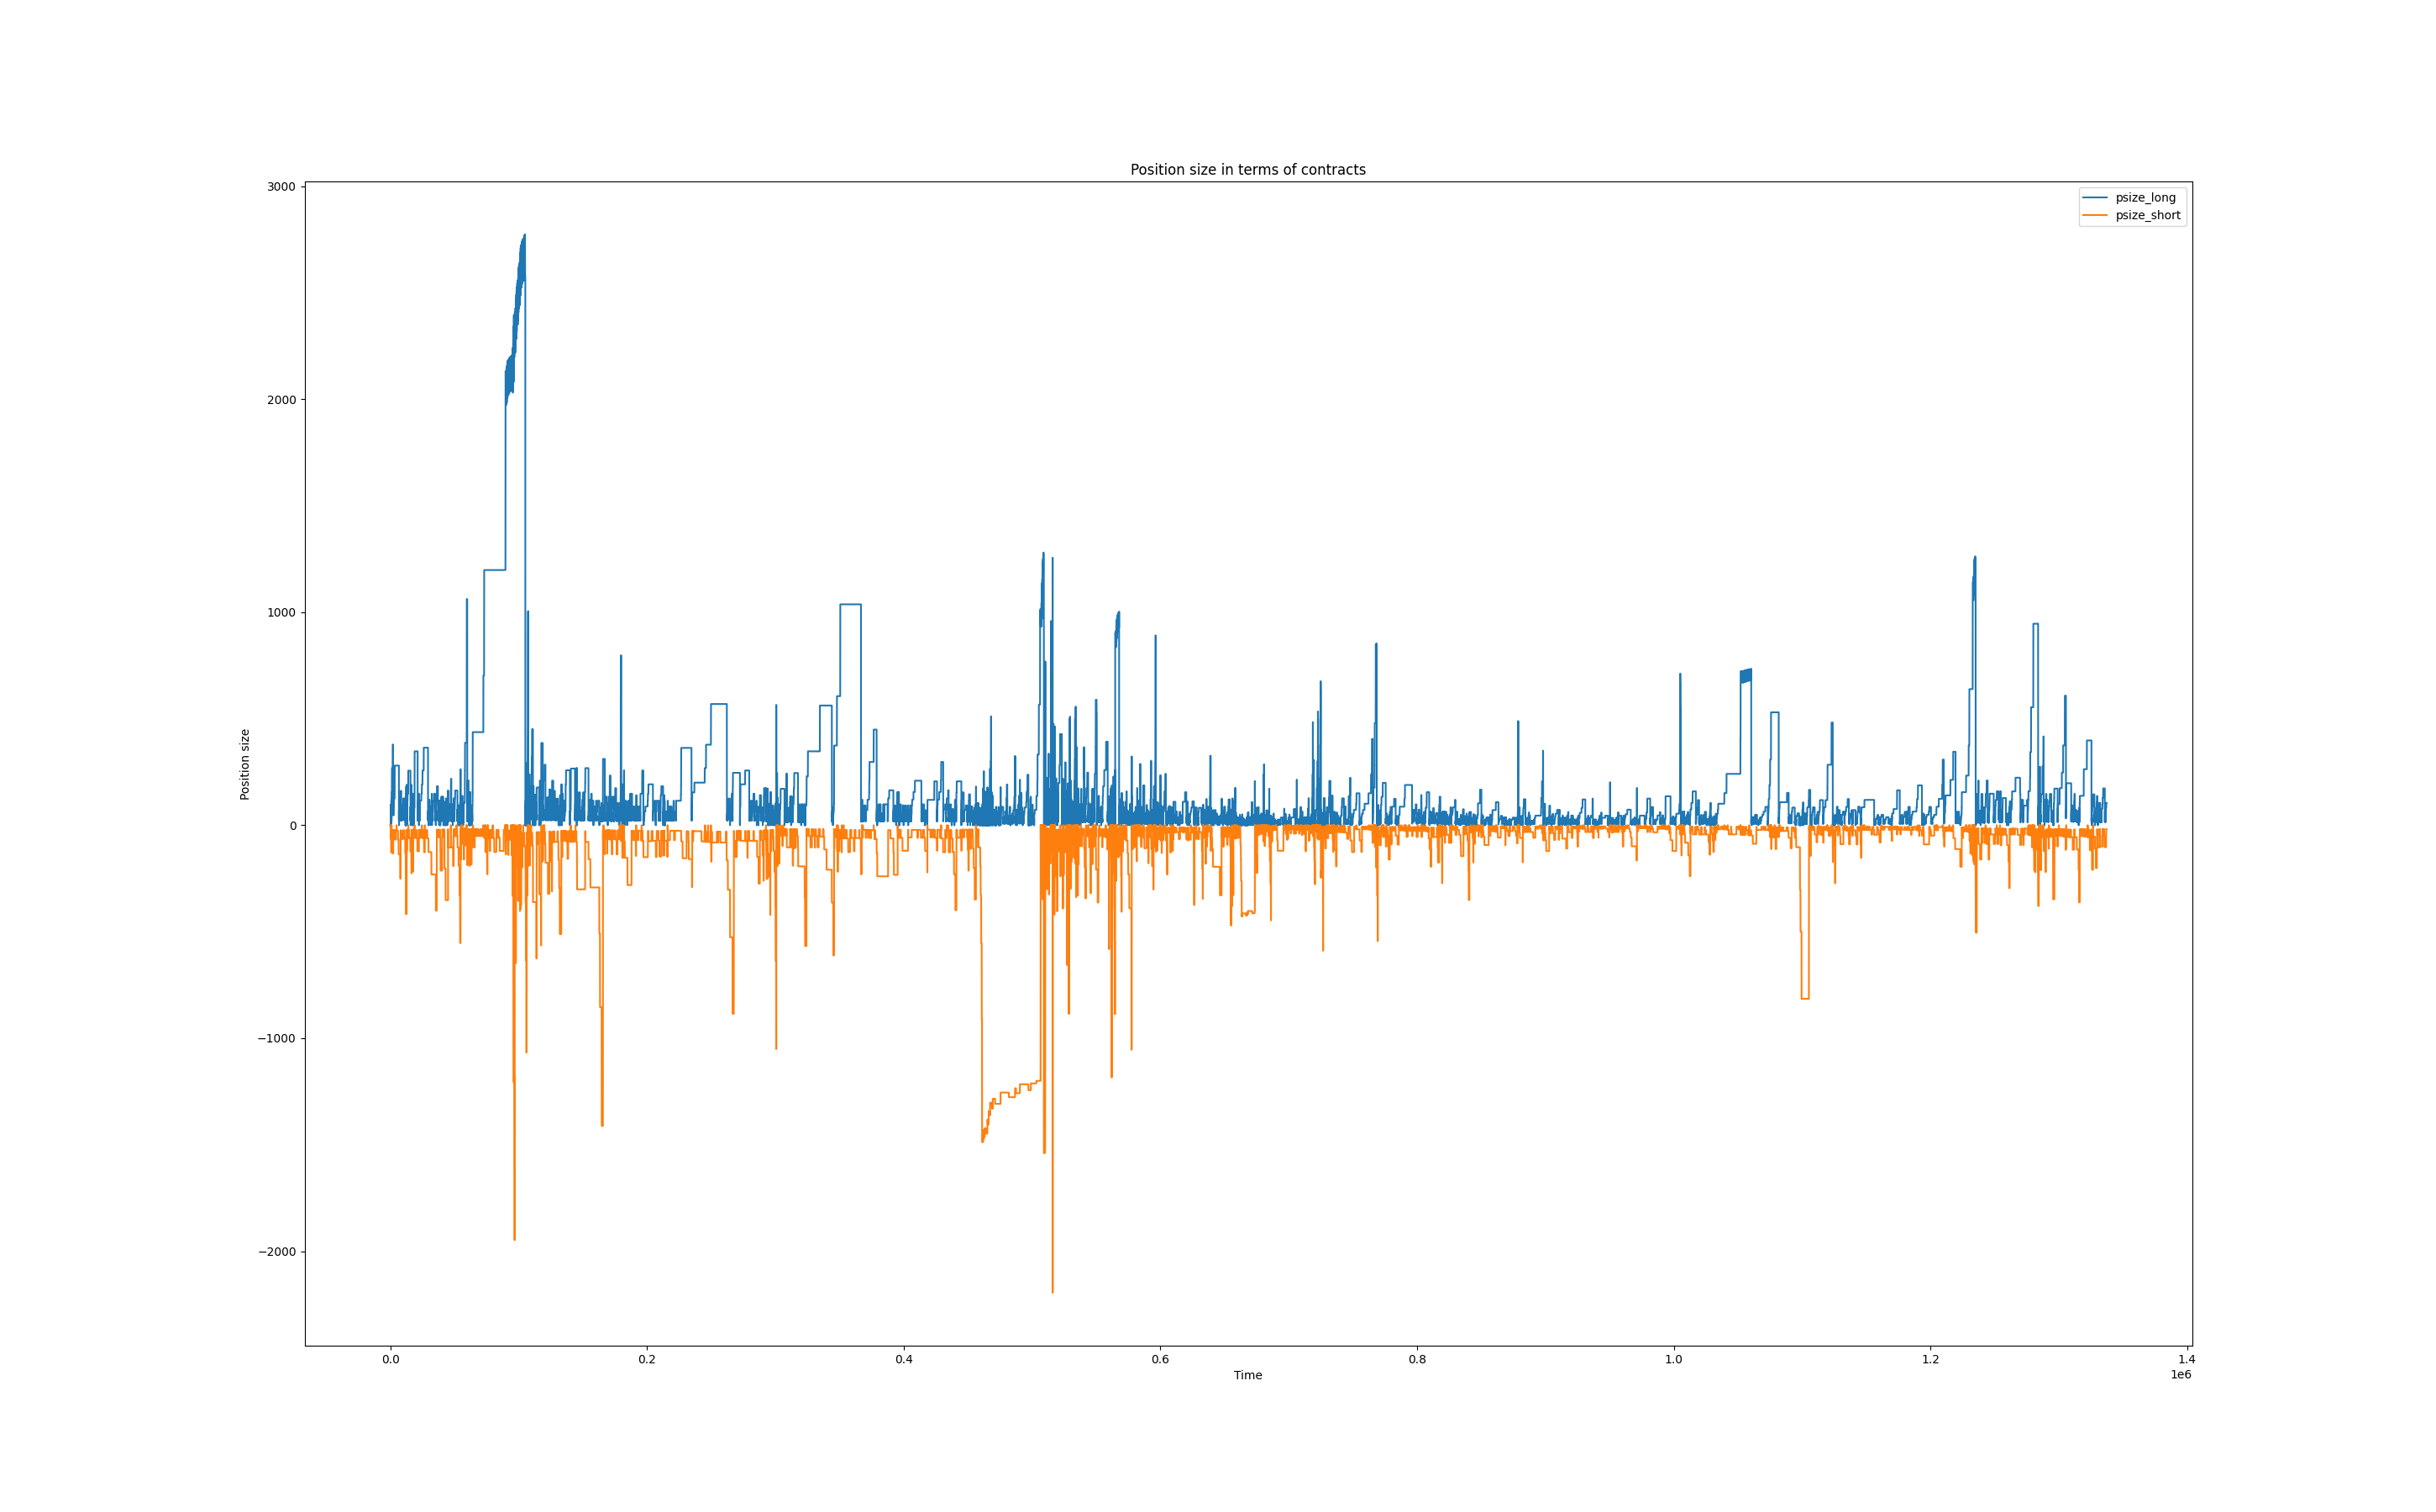 Position size in terms of contracts
psize_long
psize_short
3000
2000
1000
0
−1000
−2000
Position size
0.0
0.2
0.4
0.6
0.8
1.0
1.2
1.4
1e6
Time